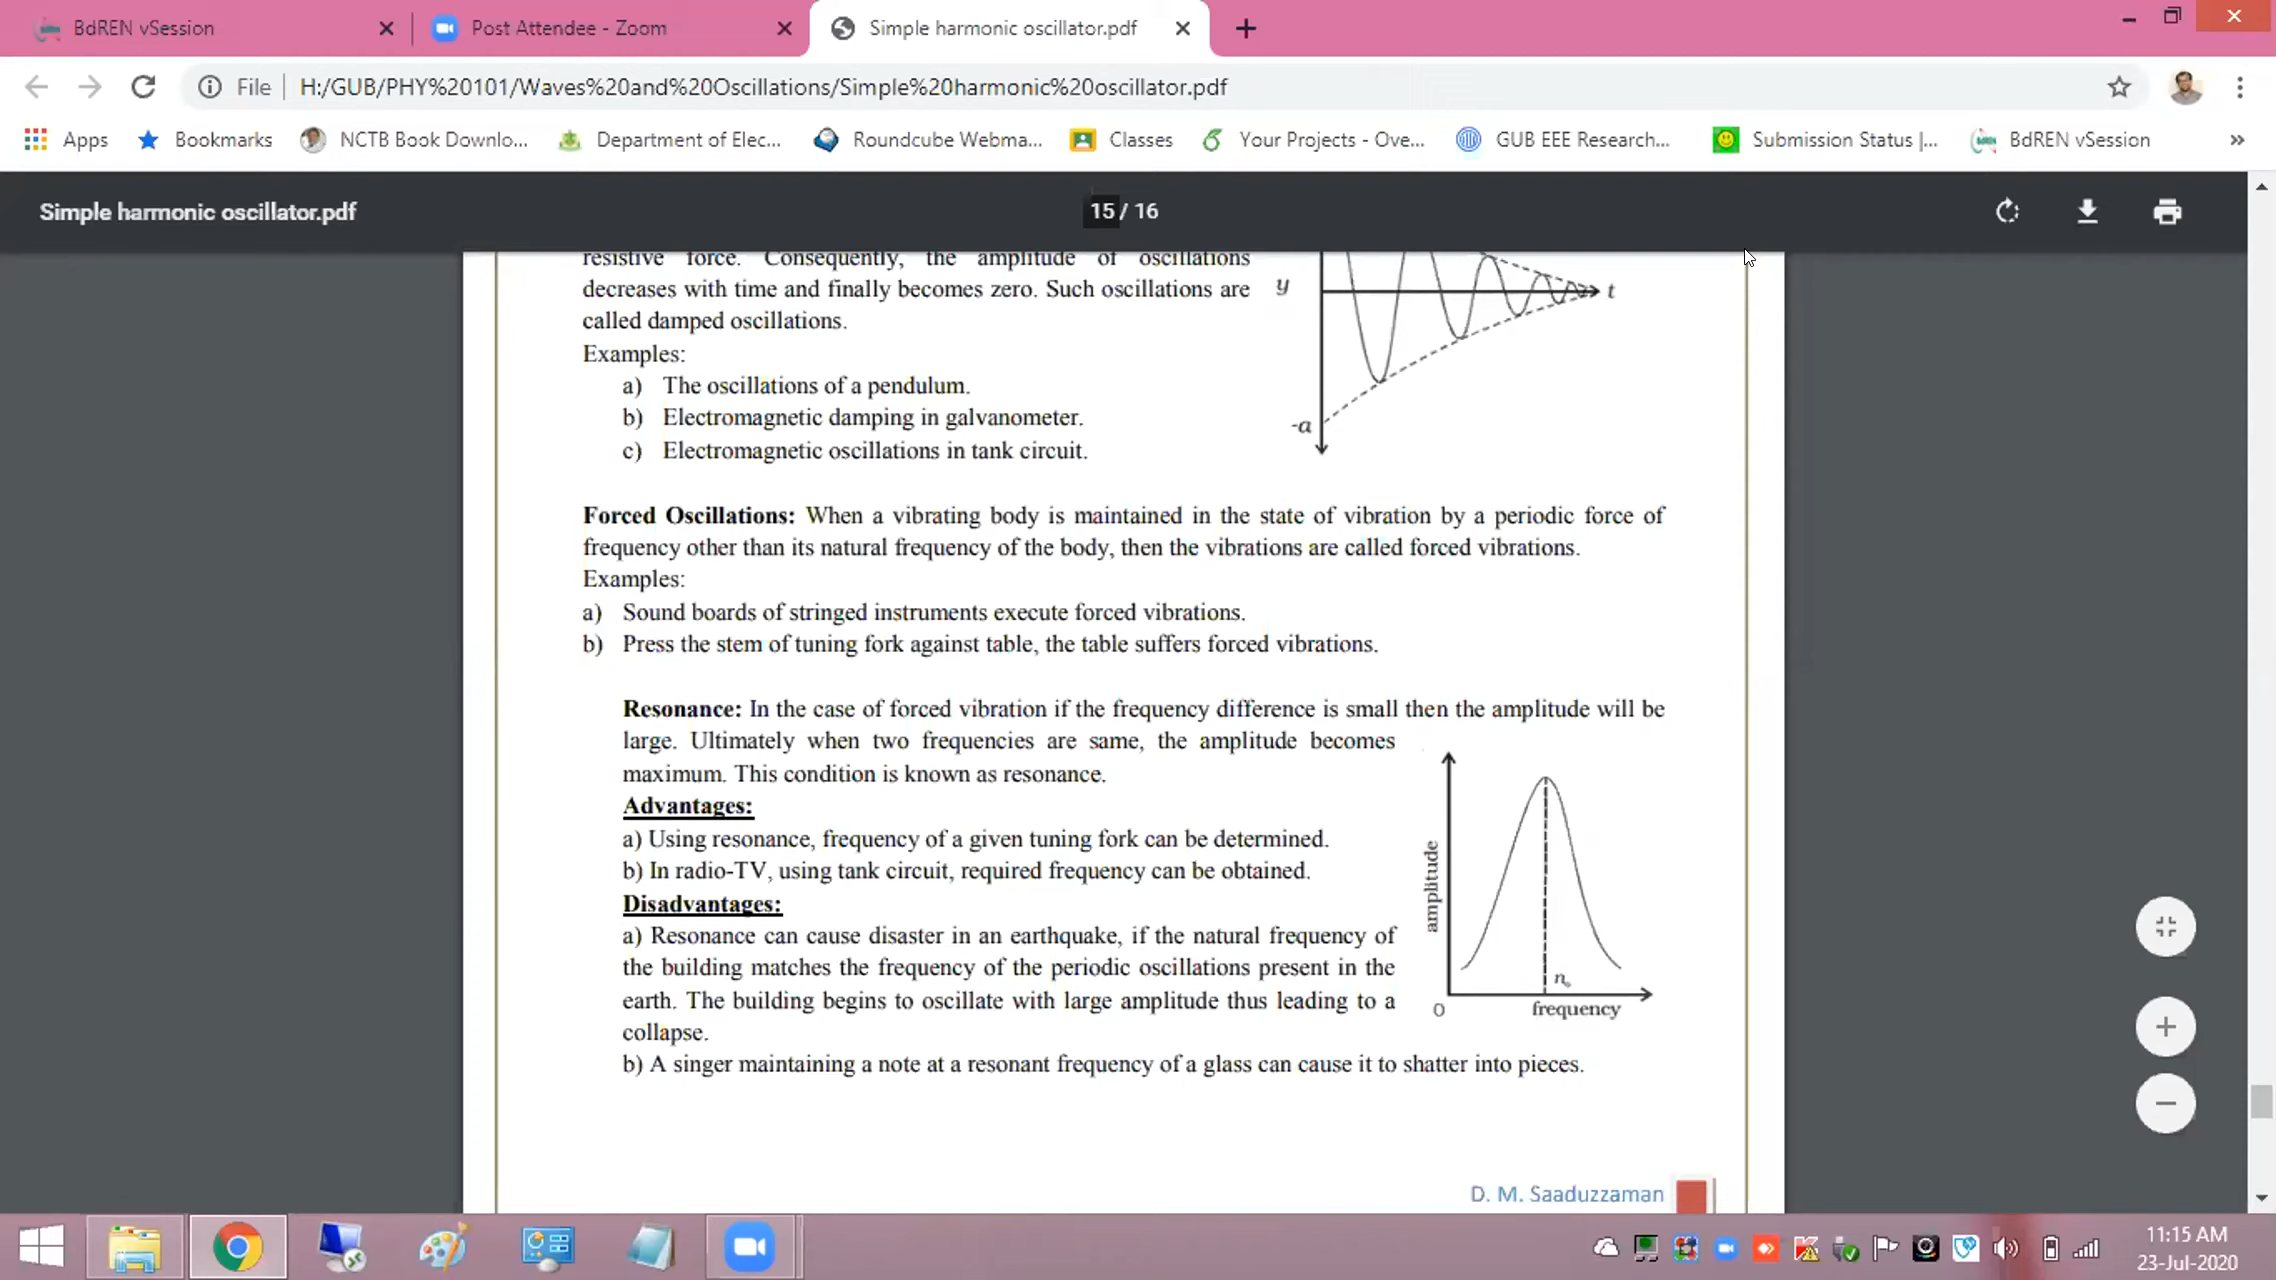 BdREN vSession
Post Attendee - Zoom
Simple harmonic oscillator.pdf
File
H:/GUB/PHY%20101/Waves%20and%20Oscillations/Simple%20harmonic%20oscillator.pdf
Apps
Bookmarks
NCTB Book Downlo...
Department of Elec...
Roundcube Webma...
Classes
Your Projects - Ove...
GUB EEE Research...
Submission Status |...
BdREN vSession
Simple harmonic oscillator.pdf
15 / 16
resistive force. Consequently, the amplitude of oscillations
decreases with time and finally becomes zero. Such oscillations are
called damped oscillations.
y
t
-a
Examples:
a) The oscillations of a pendulum.
b) Electromagnetic damping in galvanometer.
c) Electromagnetic oscillations in tank circuit.
Forced Oscillations: When a vibrating body is maintained in the state of vibration by a periodic force of
frequency other than its natural frequency of the body, then the vibrations are called forced vibrations.
Examples:
a) Sound boards of stringed instruments execute forced vibrations.
b) Press the stem of tuning fork against table, the table suffers forced vibrations.
Resonance: In the case of forced vibration if the frequency difference is small then the amplitude will be
large. Ultimately when two frequencies are same, the amplitude becomes
maximum. This condition is known as resonance.
Advantages:
a) Using resonance, frequency of a given tuning fork can be determined.
b) In radio-TV, using tank circuit, required frequency can be obtained.
Disadvantages:
a) Resonance can cause disaster in an earthquake, if the natural frequency of
the building matches the frequency of the periodic oscillations present in the
earth. The building begins to oscillate with large amplitude thus leading to a
collapse.
b) A singer maintaining a note at a resonant frequency of a glass can cause it to shatter into pieces.
amplitude
n₀
0
frequency
D. M. Saaduzzaman
11:15 AM
23-Jul-2020